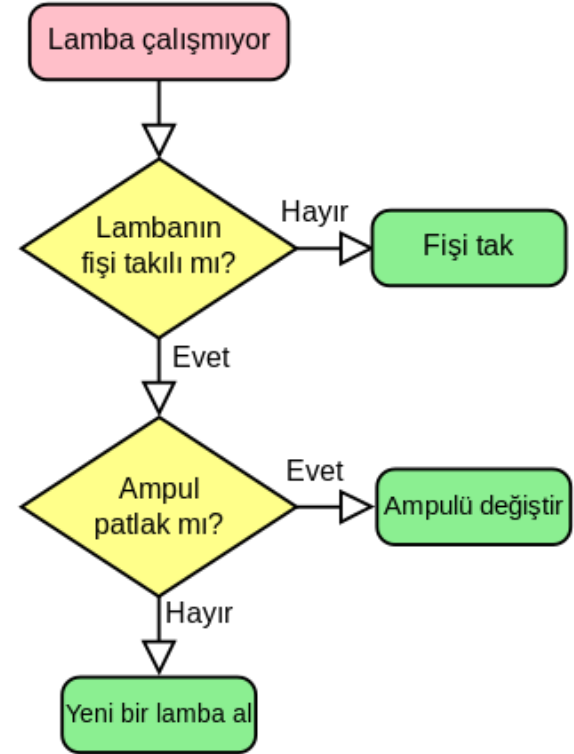 Lamba çalışmıyor
Lambanın
fişi takılı mı?
Hayır
Fişi tak
Evet
Ampul
patlak mı?
Evet
Ampulü değiştir
Hayır
Yeni bir lamba al